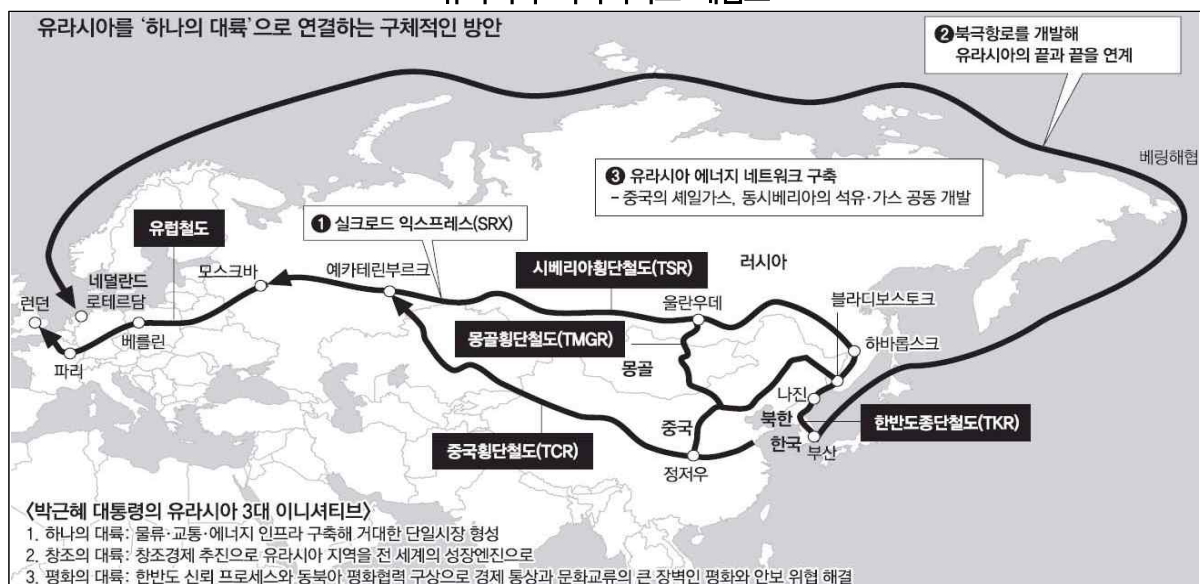 유라시아를 '하나의 대륙'으로 연결하는 구체적인 방안
❷북극항로를 개발해
유라시아의 끝과 끝을 연계
베링해협
❸ 유라시아 에너지 네트워크 구축
- 중국의 셰일가스, 동시베리아의 석유·가스 공동 개발
❶ 실크로드 익스프레스(SRX)
유럽철도
모스크바
예카테린부르크
시베리아횡단철도(TSR)
러시아
네덜란드
로테르담
런던
베를린
파리
울란우데
블라디보스토크
하바롭스크
몽골횡단철도(TMGR)
몽골
나진
북한
한반도종단철도(TKR)
중국
한국
부산
중국횡단철도(TCR)
정저우
〈박근혜 대통령의 유라시아 3대 이니셔티브〉
1. 하나의 대륙: 물류·교통·에너지 인프라 구축해 거대한 단일시장 형성
2. 창조의 대륙: 창조경제 추진으로 유라시아 지역을 전 세계의 성장엔진으로
3. 평화의 대륙: 한반도 신뢰 프로세스와 동북아 평화협력 구상으로 경제 통상과 문화교류의 큰 장벽인 평화와 안보 위협 해결